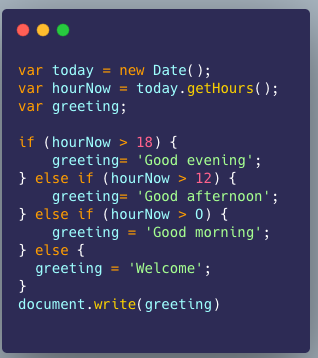 var today = new Date();
var hourNow = today.getHours();
var greeting;

if (hourNow > 18) {
    greeting= 'Good evening';
} else if (hourNow > 12) {
    greeting= 'Good afternoon';
} else if (hourNow > 0) {
    greeting = 'Good morning';
} else {
  greeting = 'Welcome';
}
document.write(greeting)